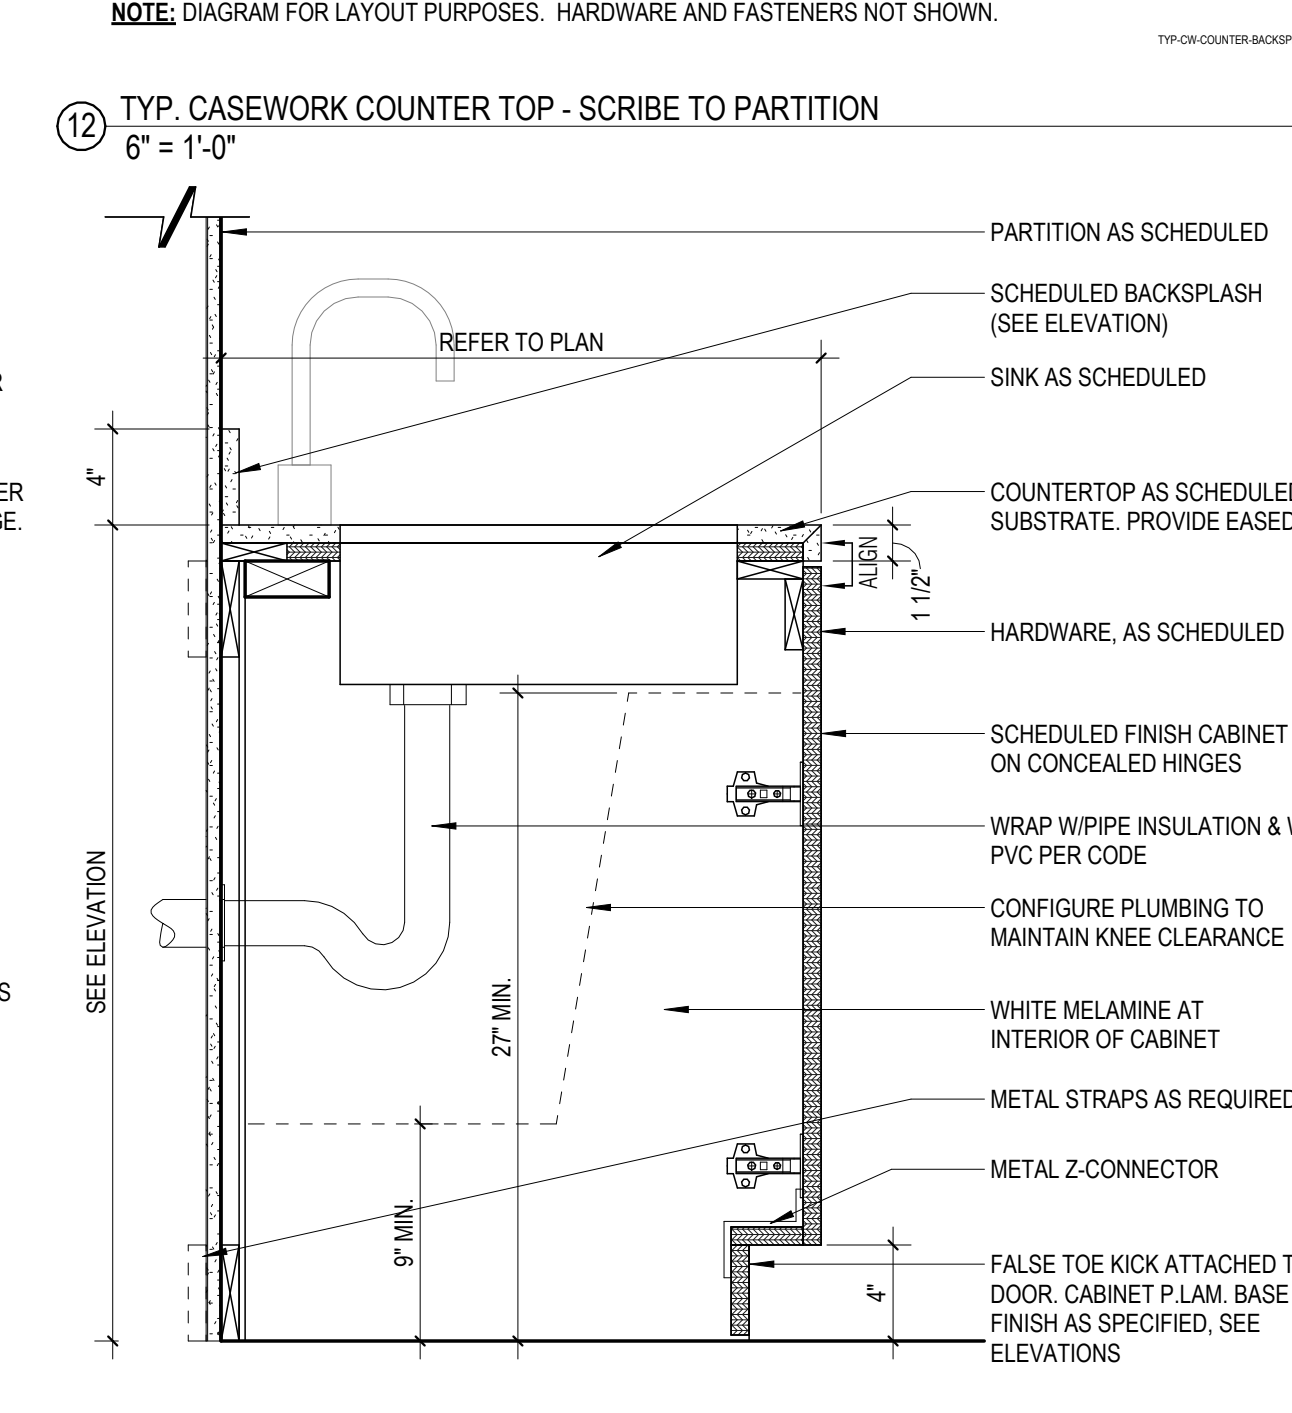 NOTE: DIAGRAM FOR LAYOUT PURPOSES. HARDWARE AND FASTENERS NOT SHOWN.
TYP-CW-COUNTER-BACKSP
12
TYP. CASEWORK COUNTER TOP - SCRIBE TO PARTITION
6" = 1'-0"
PARTITION AS SCHEDULED
SCHEDULED BACKSPLASH
(SEE ELEVATION)
REFER TO PLAN
SINK AS SCHEDULED
R
4"
ER
GE.
COUNTERTOP AS SCHEDULED
SUBSTRATE. PROVIDE EASED
ALIGN
1 1/2"
HARDWARE, AS SCHEDULED
SCHEDULED FINISH CABINET
ON CONCEALED HINGES
WRAP W/PIPE INSULATION & W
PVC PER CODE
SEE ELEVATION
CONFIGURE PLUMBING TO
MAINTAIN KNEE CLEARANCE
S
27" MIN.
WHITE MELAMINE AT
INTERIOR OF CABINET
METAL STRAPS AS REQUIRED
METAL Z-CONNECTOR
9" MIN.
4"
FALSE TOE KICK ATTACHED T
DOOR. CABINET P.LAM. BASE
FINISH AS SPECIFIED, SEE
ELEVATIONS